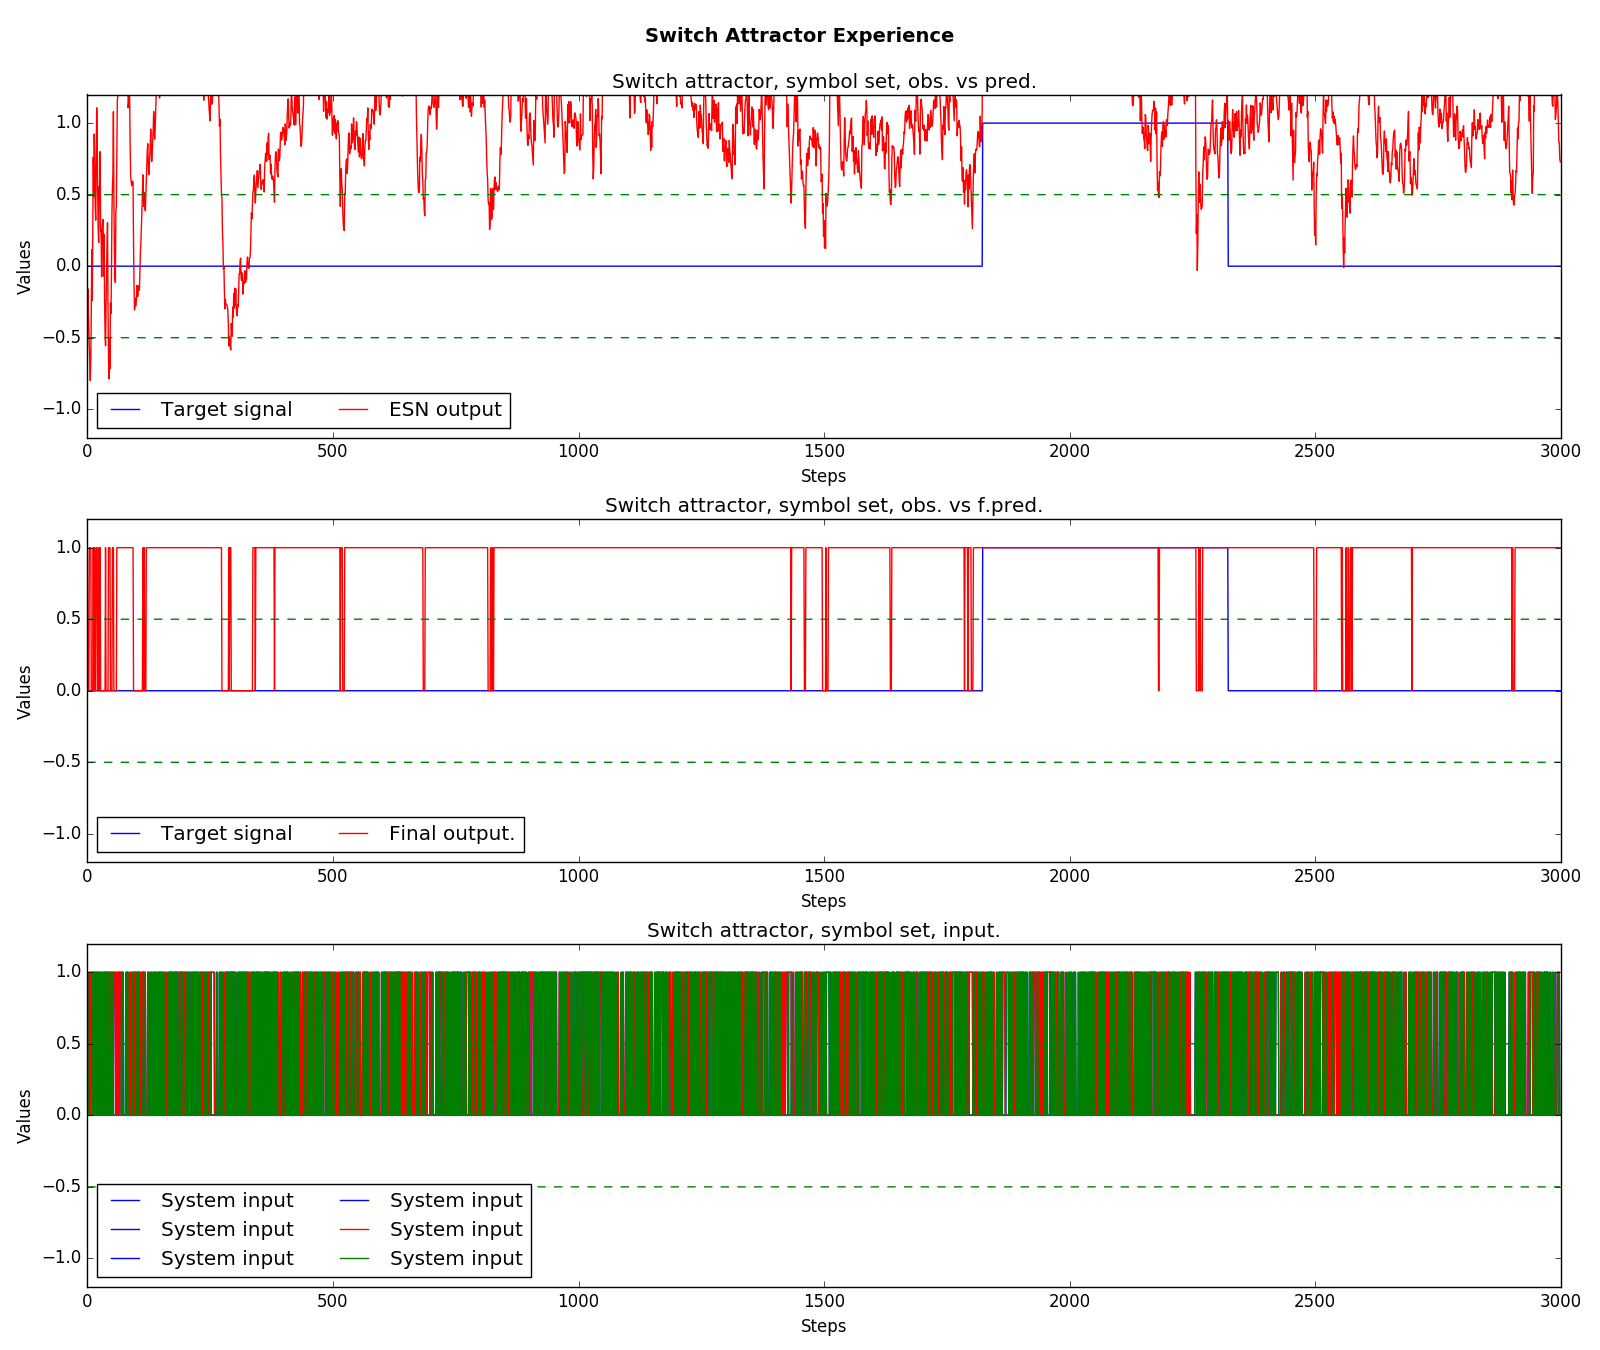 Switch Attractor Experience
Switch attractor, symbol set, obs. vs pred.
1.0
0.5
0.0
−0.5
−1.0
Values
Target signal ESN output
0 500 1000 1500 2000 2500 3000
Steps
Switch attractor, symbol set, obs. vs f.pred.
1.0
0.5
0.0
−0.5
−1.0
Values
Target signal Final output.
0 500 1000 1500 2000 2500 3000
Steps
Switch attractor, symbol set, input.
1.0
0.5
0.0
−0.5
−1.0
Values
System input System input
System input System input
System input System input
0 500 1000 1500 2000 2500 3000
Steps